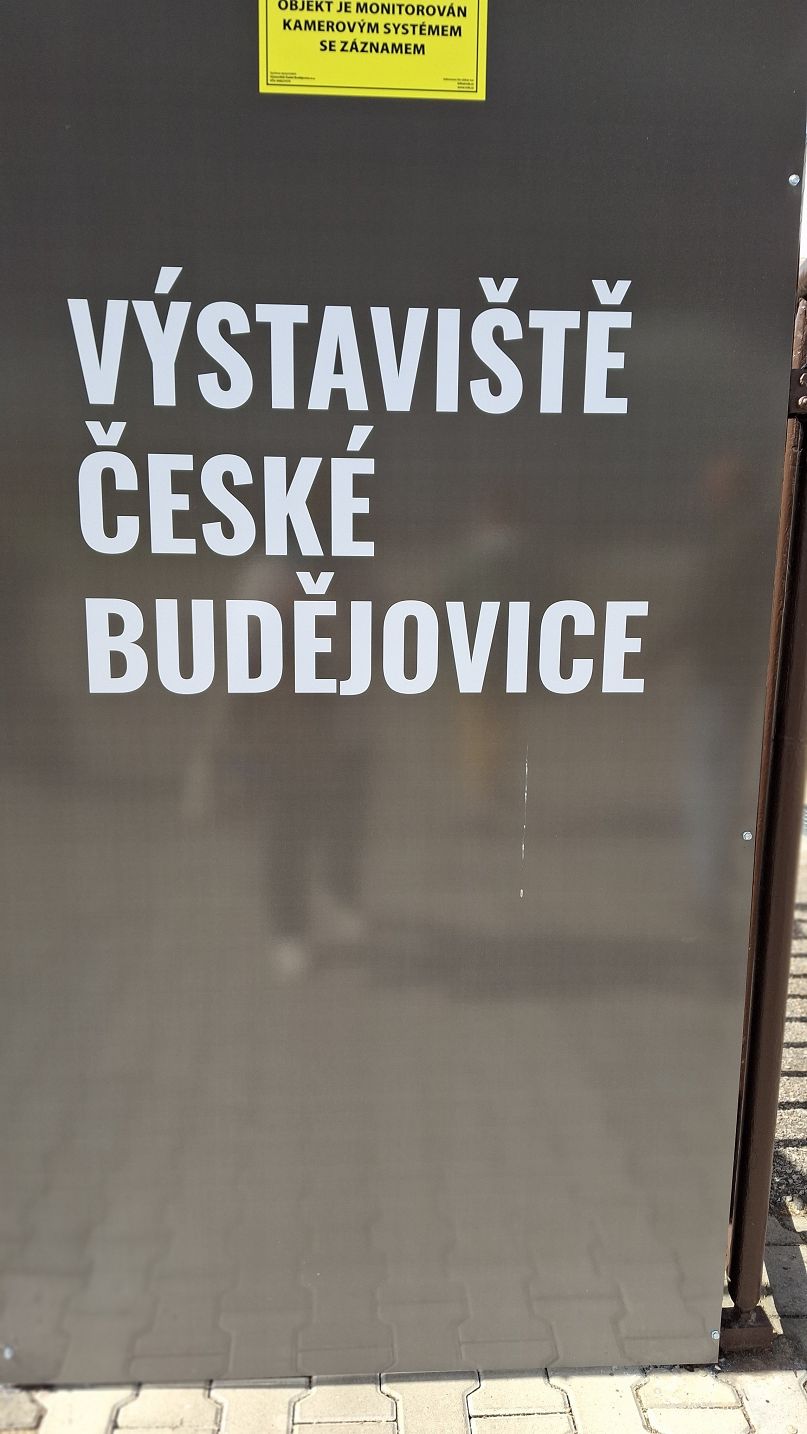 OBJEKT JE MONITOROVÁN
KAMEROVÝM SYSTÉMEM
SE ZÁZNAMEM
VÝSTAVIŠTĚ
ČESKÉ
BUDĚJOVICE